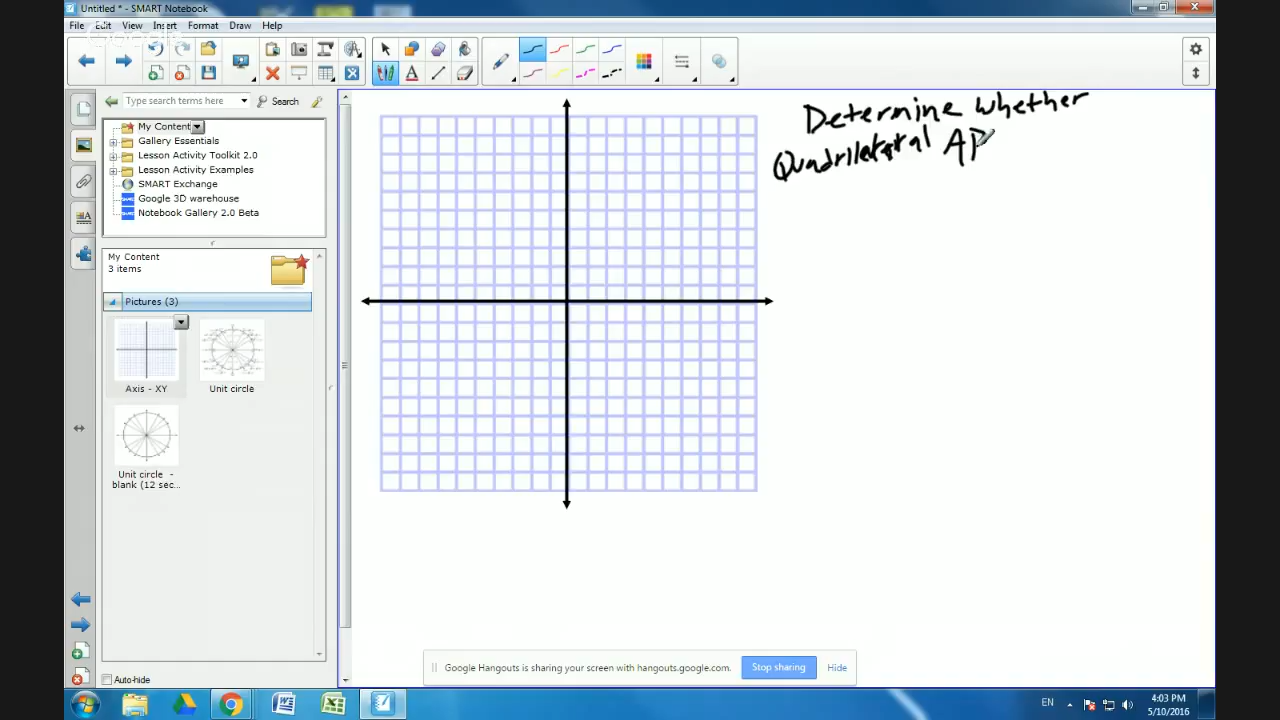 Untitled * - SMART Notebook
File Edit View Insert Format Draw Help
Type search terms here
Search
My Content
Gallery Essentials
Lesson Activity Toolkit 2.0
Lesson Activity Examples
SMART Exchange
Google 3D warehouse
Notebook Gallery 2.0 Beta
My Content
3 items
Pictures (3)
Axis - XY
Unit circle
Unit circle -
blank (12 sec...
Auto-hide
Determine whether
Quadrilateral
Google Hangouts is sharing your screen with hangouts.google.com. Stop sharing Hide
EN
4:03 PM
5/10/2016